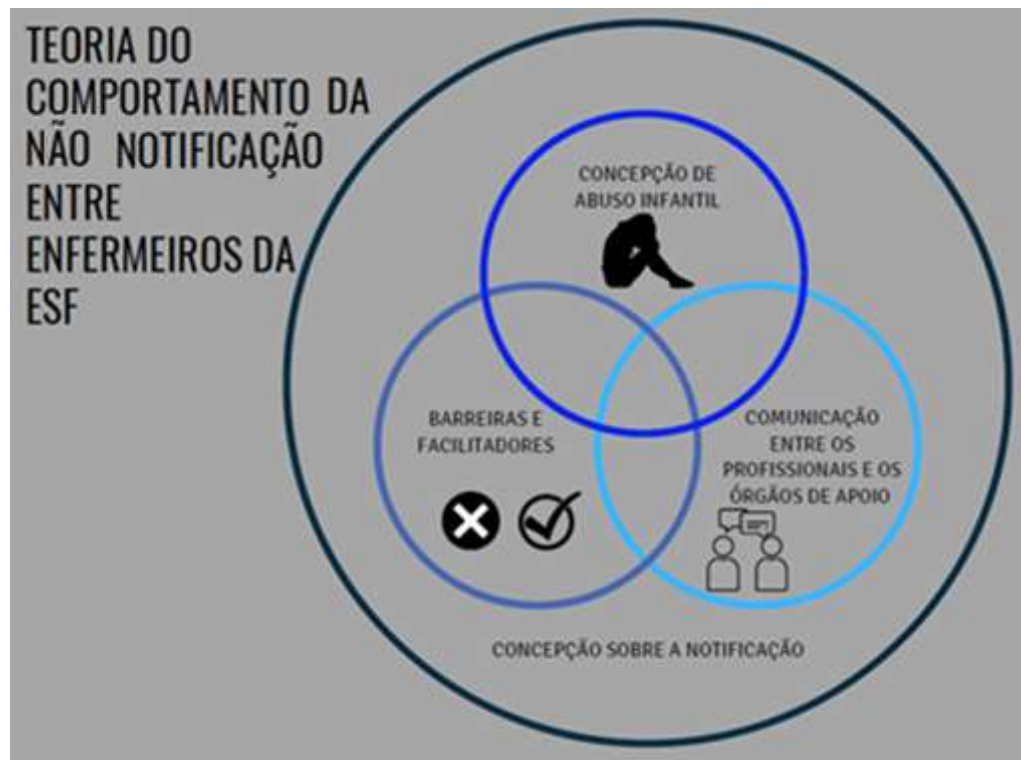 TEORIA DO
COMPORTAMENTO DA
NÃO NOTIFICAÇÃO
ENTRE
ENFERMEIROS DA
ESF
CONCEPÇÃO DE
ABUSO INFANTIL
BARREIRAS E
FACILITADORES
COMUNICAÇÃO
ENTRE OS
PROFISSIONAIS E OS
ÓRGÃOS DE APOIO
CONCEPÇÃO SOBRE A NOTIFICAÇÃO